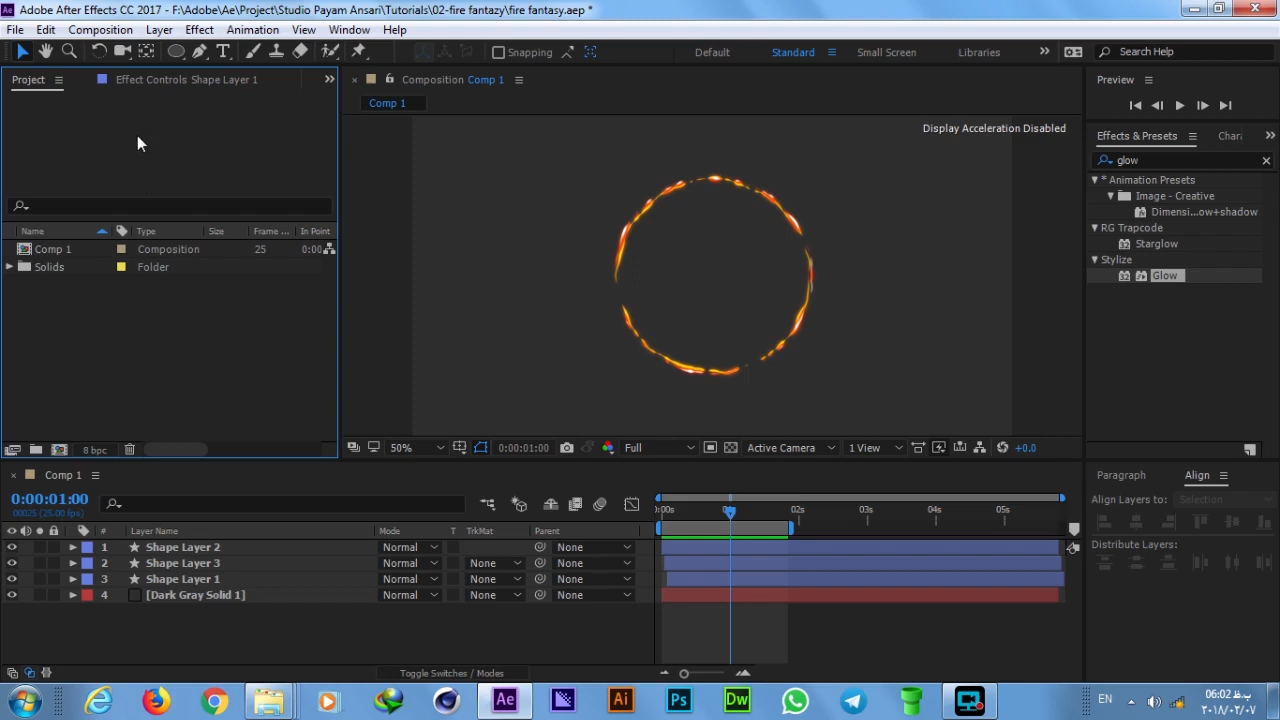 Adobe After Effects CC 2017 - F:\Adobe\Ae\Project\Studio Payam Ansari\Tutorials\02-fire fantazy\fire fantasy.aep *
File Edit Composition Layer Effect Animation View Window Help
Snapping Default Standard Small Screen Libraries Search Help
Project Effect Controls Shape Layer 1
Composition Comp 1
Preview
Comp 1
Display Acceleration Disabled
Effects & Presets Chara
glow
* Animation Presets
Image - Creative
Dimensi...ow+shadow
RG Trapcode
Starglow
Stylize
Glow
Name Type Size Frame ... In Point
Comp 1 Composition 25 0:00
Solids Folder
8 bpc
50% 0:00:01:00 Full Active Camera 1 View +0.0
Comp 1
0:00:01:00
00025 (25.00 fps)
:00s 02s 03s 04s 05s
# Layer Name Mode T TrkMat Parent
1 Shape Layer 2 Normal None
2 Shape Layer 3 Normal None None
3 Shape Layer 1 Normal None None
4 [Dark Gray Solid 1] Normal None None
Toggle Switches / Modes
Paragraph Align
Align Layers to: Selection
Distribute Layers:
Ae Ai Ps Dw
EN
06:02 ب.ظ
۲۰۱۸/۰۲/۰۷